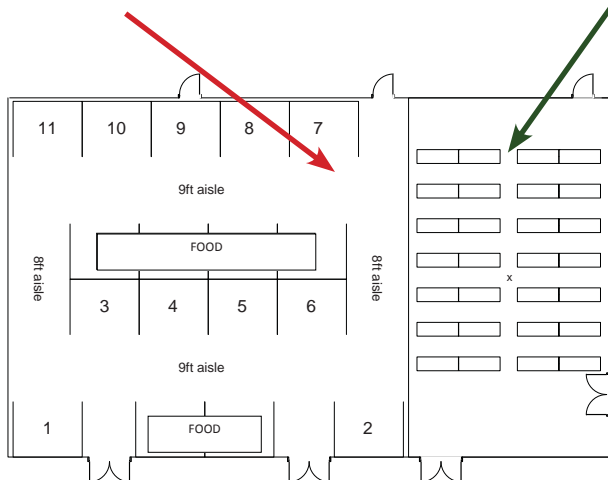 11 10 9 8 7
9ft aisle
FOOD
8ft aisle
8ft aisle
x
3 4 5 6
9ft aisle
1
FOOD
2